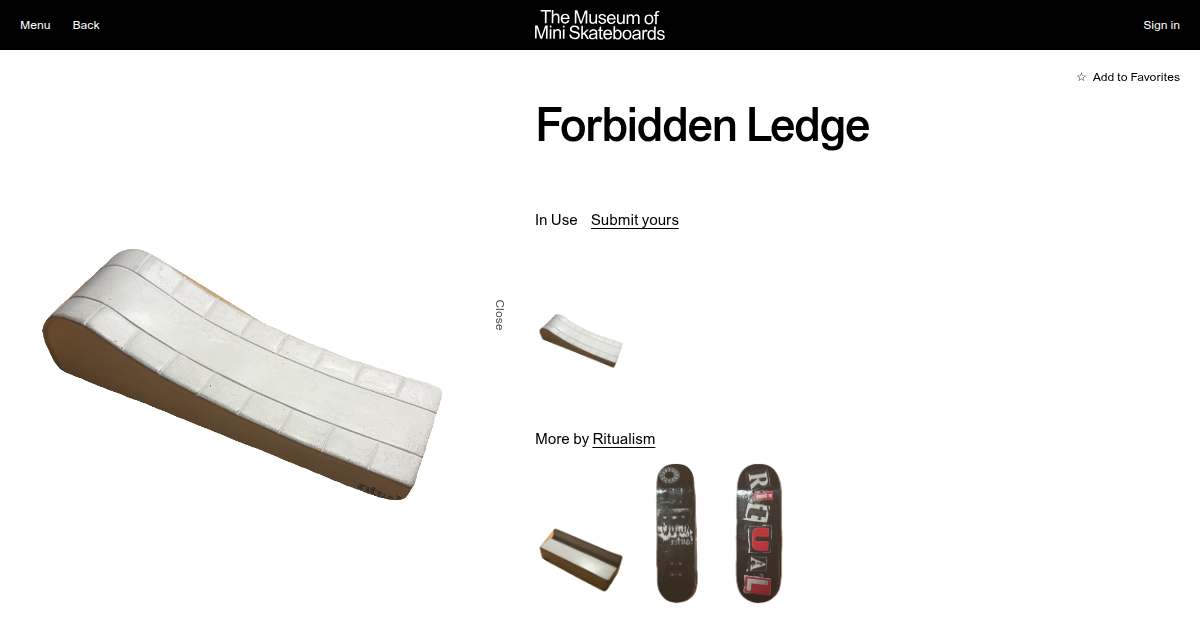 Menu
Back
The Museum of
Mini Skateboards
Sign in
☆ Add to Favorites
Forbidden Ledge
In Use
Submit yours
Close
More by Ritualism
RITUAL